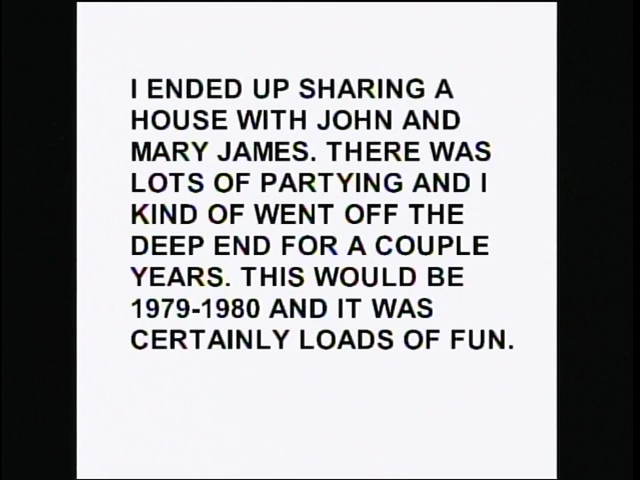 I ENDED UP SHARING A
HOUSE WITH JOHN AND
MARY JAMES. THERE WAS
LOTS OF PARTYING AND I
KIND OF WENT OFF THE
DEEP END FOR A COUPLE
YEARS. THIS WOULD BE
1979-1980 AND IT WAS
CERTAINLY LOADS OF FUN.